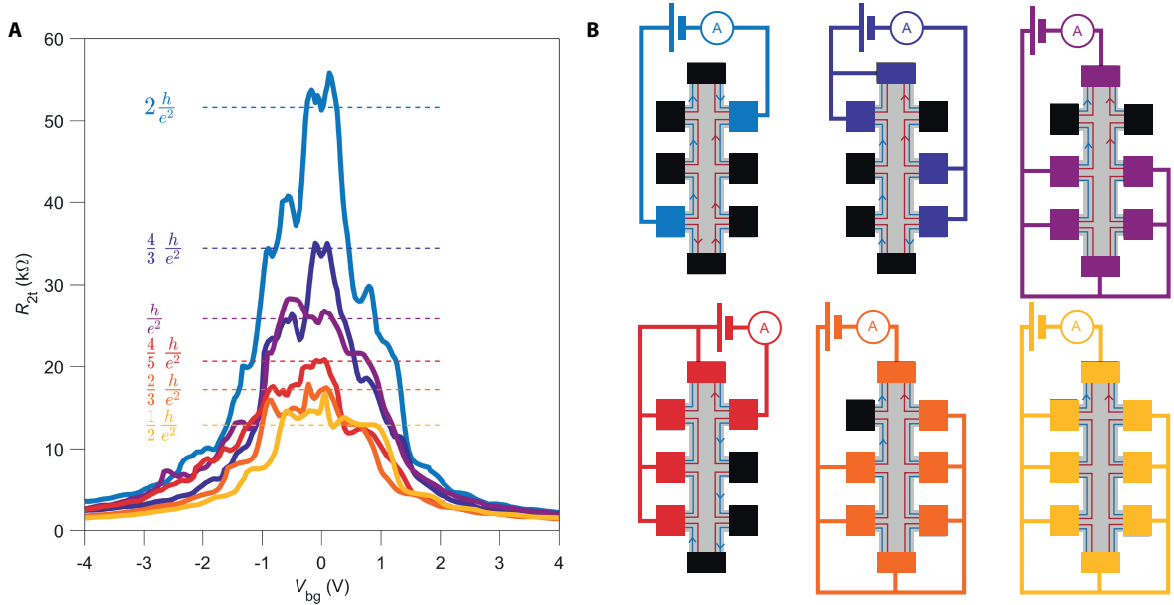 A
B
60
50
40
30
20
10
0
R2t (kΩ)
2 h/e²
4/3 h/e²
h/e²
4/5 h/e²
2/3 h/e²
1/2 h/e²
-4 -3 -2 -1 0 1 2 3 4
Vbg (V)
A A A
A A A